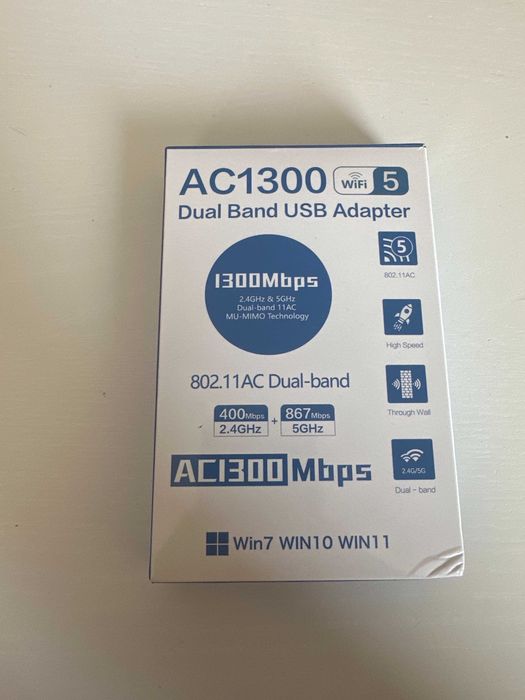 AC1300 WiFi 5
Dual Band USB Adapter
1300Mbps
2.4GHz & 5GHz
Dual-band 11AC
MU-MIMO Technology
5
802.11AC
High Speed
Through Wall
802.11AC Dual-band
400Mbps + 867Mbps
2.4GHz 5GHz
2.4G/5G
Dual - band
AC1300 Mbps
Win7 WIN10 WIN11